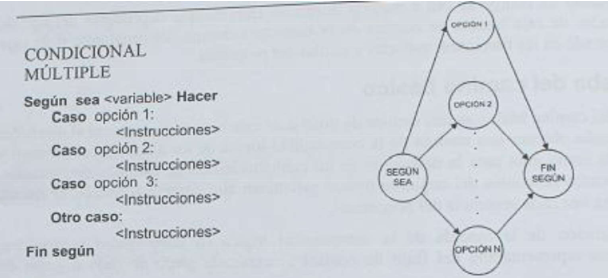 CONDICIONAL
MÚLTIPLE
Según sea <variable> Hacer
Caso opción 1:
<Instrucciones>
Caso opción 2:
<Instrucciones>
Caso opción 3:
<Instrucciones>
Otro caso:
<Instrucciones>
Fin según
OPCIÓN 1
OPCIÓN 2
SEGÚN
SEA
FIN
SEGÚN
OPCIÓN N